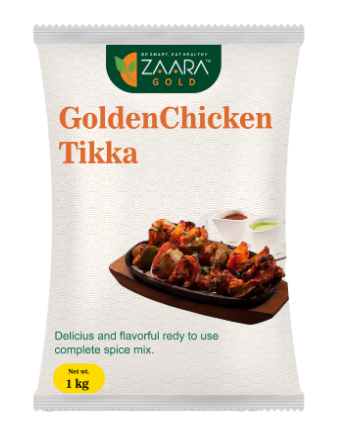 BE SMART, EAT HEALTHY
ZAARA™
GOLD
GoldenChicken
Tikka
Delicius and flavorful redy to use
complete spice mix.
Net wt.
1 kg